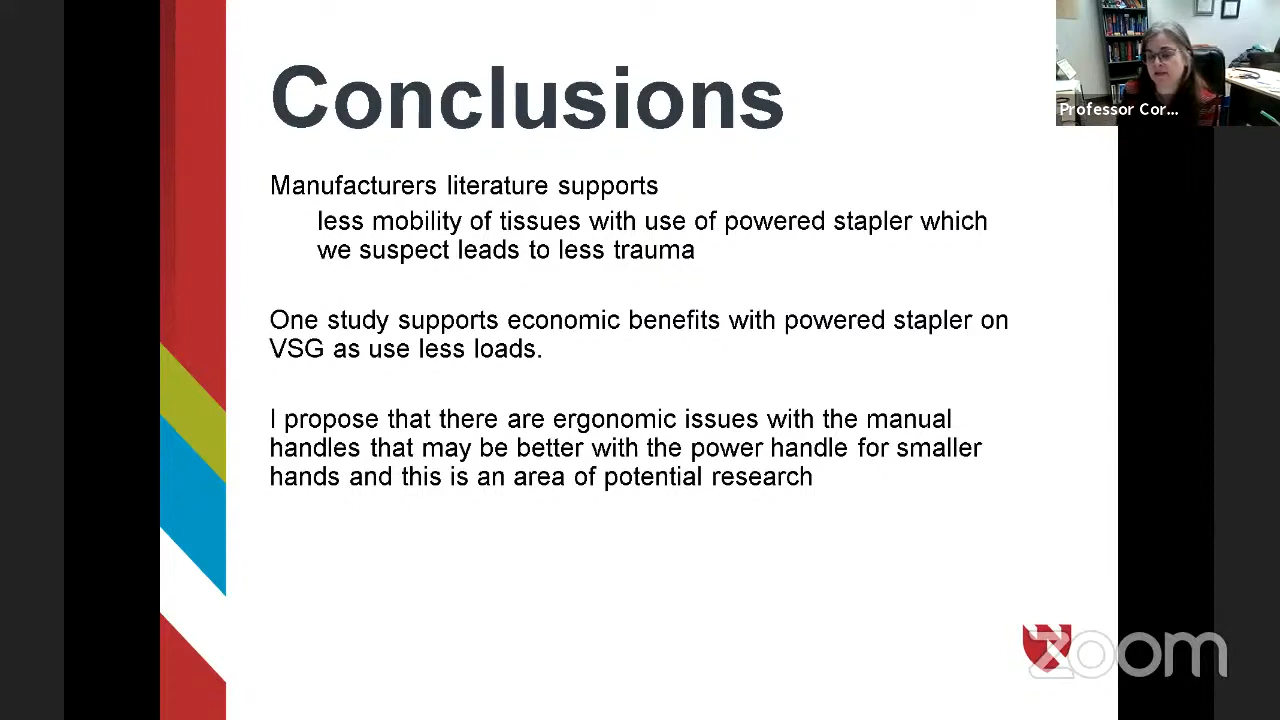 Conclusions
Professor Cor...
Manufacturers literature supports
less mobility of tissues with use of powered stapler which
we suspect leads to less trauma
One study supports economic benefits with powered stapler on
VSG as use less loads.
I propose that there are ergonomic issues with the manual
handles that may be better with the power handle for smaller
hands and this is an area of potential research
zoom